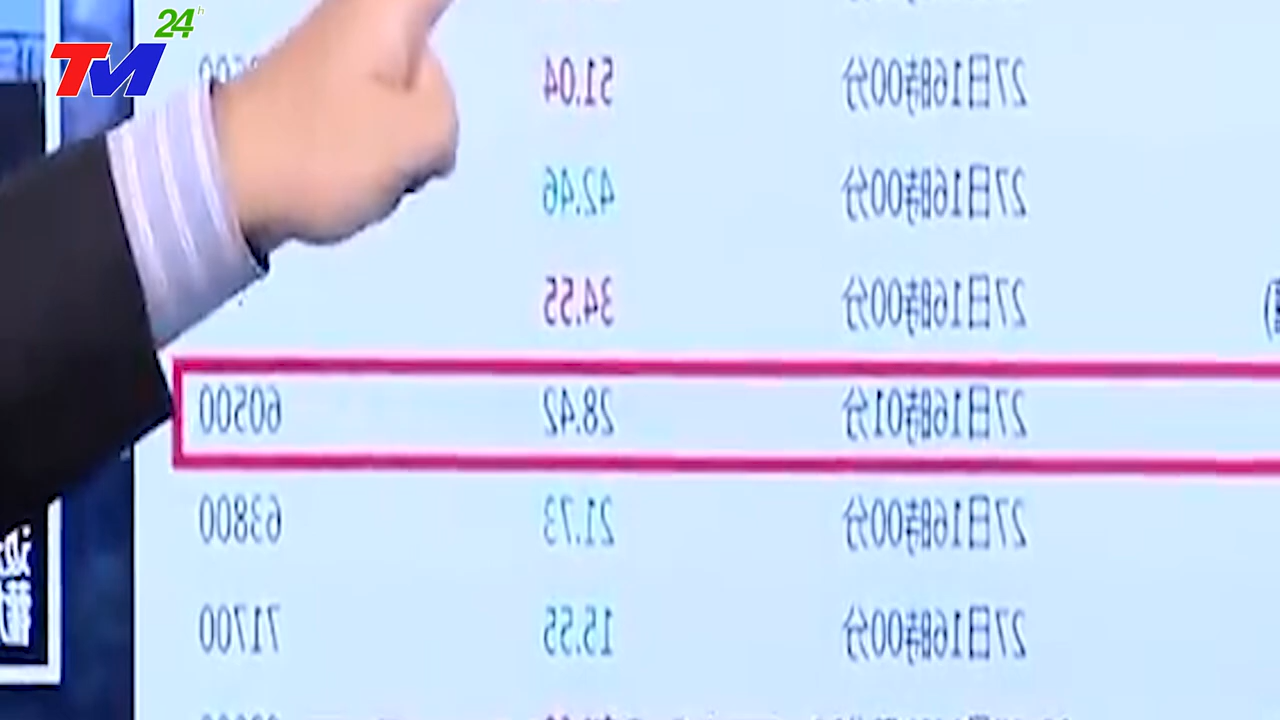 TM 24h
27日16時00分 51.04
27日16時00分 42.46
27日16時00分 34.55
27日16時01分 28.42 60500
27日16時00分 21.73 63800
27日16時00分 15.55 71700